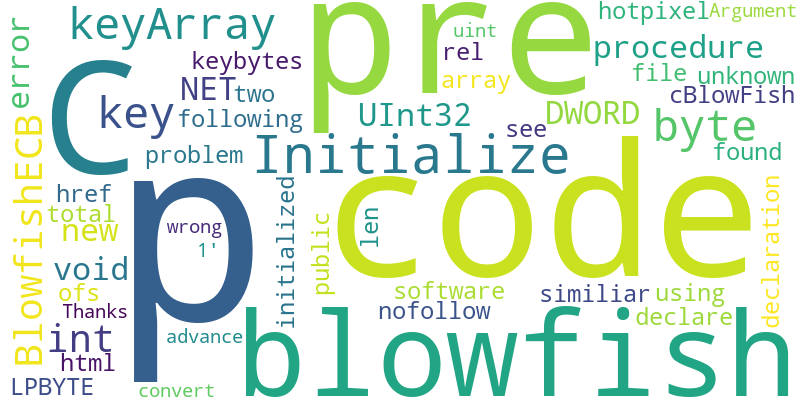 keyArray
C
pre
uint
hotpixel
Argument
error
keybytes
rel
procedure
NET
two
array
file
unknown
key
following
UInt32
DWORD
cBlowFish
see
byte
problem
Initialize
found
BlowfishECB
href
p
code
total
new
wrong
1'
initialized
public
len
declaration
void
ofs
software
similiar
using
Thanks
nofollow
declare
int
advance
blowfish
html
LPBYTE
convert